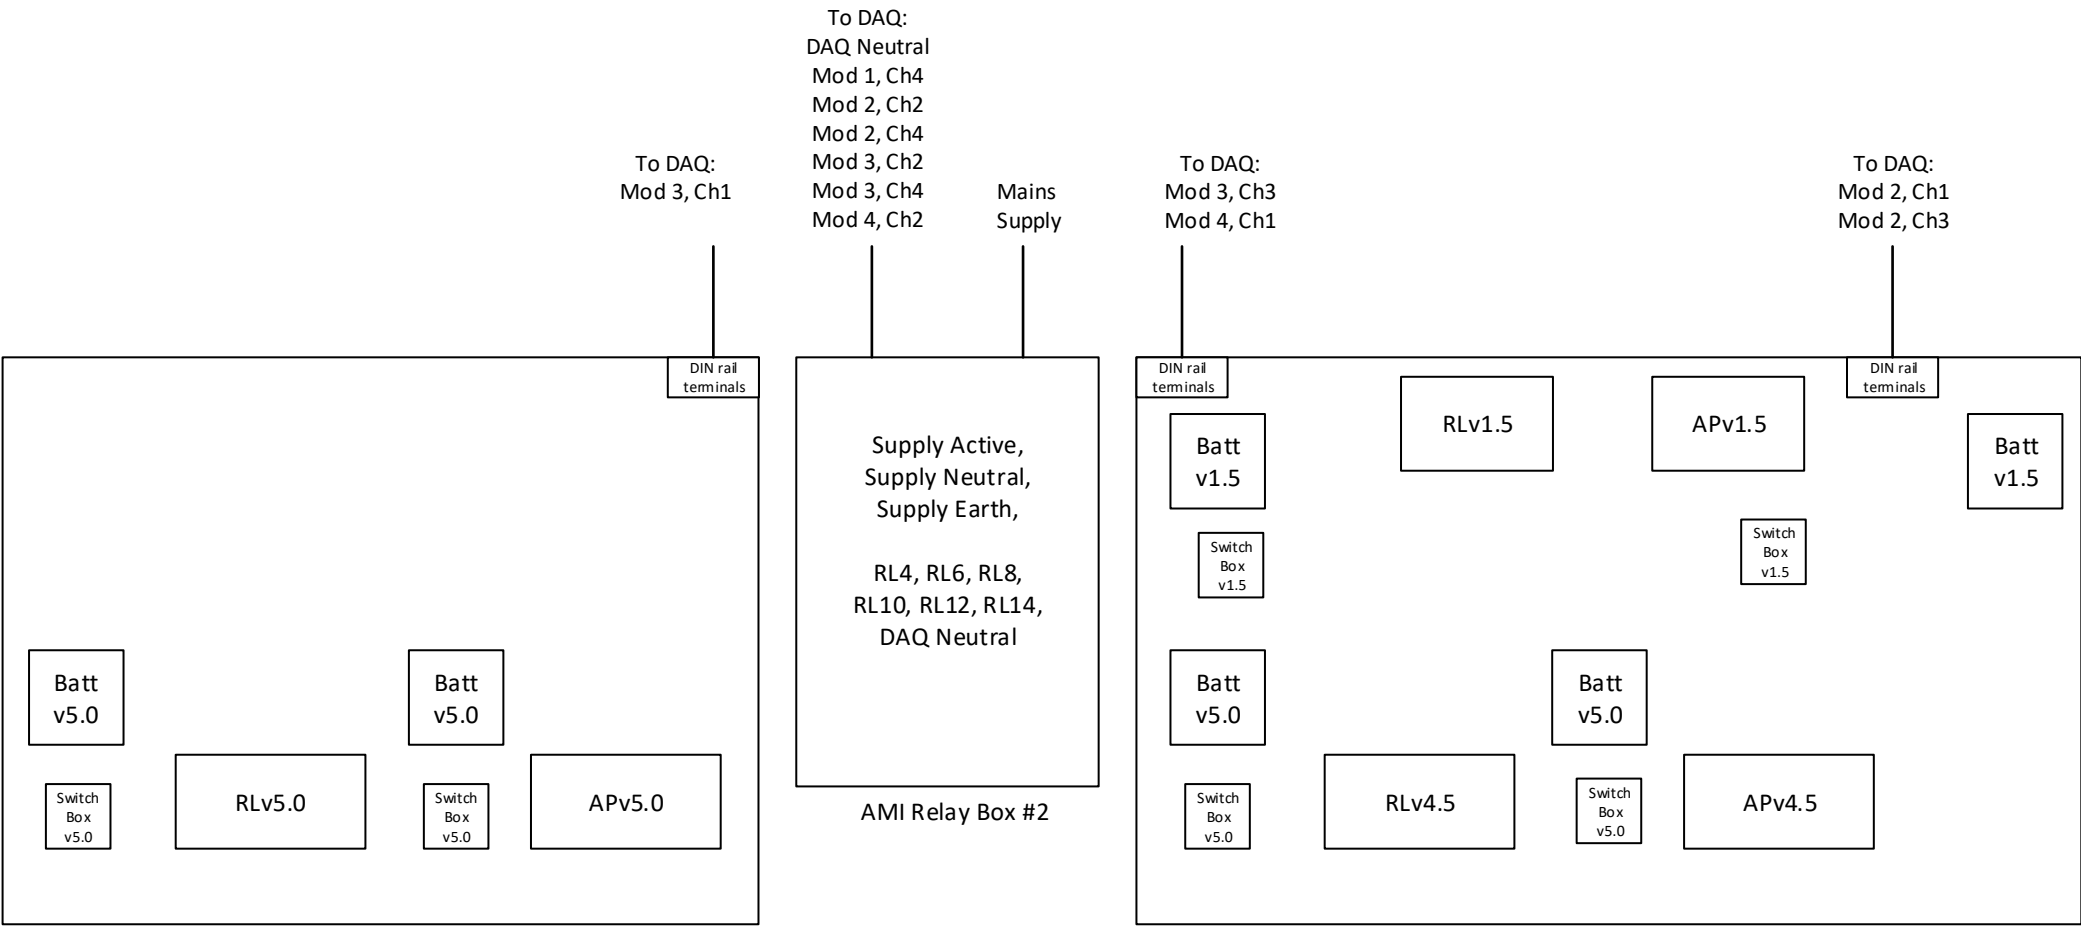 To DAQ:
DAQ Neutral
Mod 1, Ch4
Mod 2, Ch2
Mod 2, Ch4
Mod 3, Ch2
Mod 3, Ch4
Mod 4, Ch2
To DAQ:
Mod 3, Ch1
Mains
Supply
To DAQ:
Mod 3, Ch3
Mod 4, Ch1
To DAQ:
Mod 2, Ch1
Mod 2, Ch3
DIN rail
terminals
Batt
v5.0
Batt
v5.0
Switch
Box
v5.0
RLv5.0
Switch
Box
v5.0
APv5.0
Supply Active,
Supply Neutral,
Supply Earth,
RL4, RL6, RL8,
RL10, RL12, RL14,
DAQ Neutral
AMI Relay Box #2
DIN rail
terminals
DIN rail
terminals
RLv1.5
APv1.5
Batt
v1.5
Batt
v1.5
Switch
Box
v1.5
Switch
Box
v1.5
Batt
v5.0
Batt
v5.0
Switch
Box
v5.0
RLv4.5
Switch
Box
v5.0
APv4.5